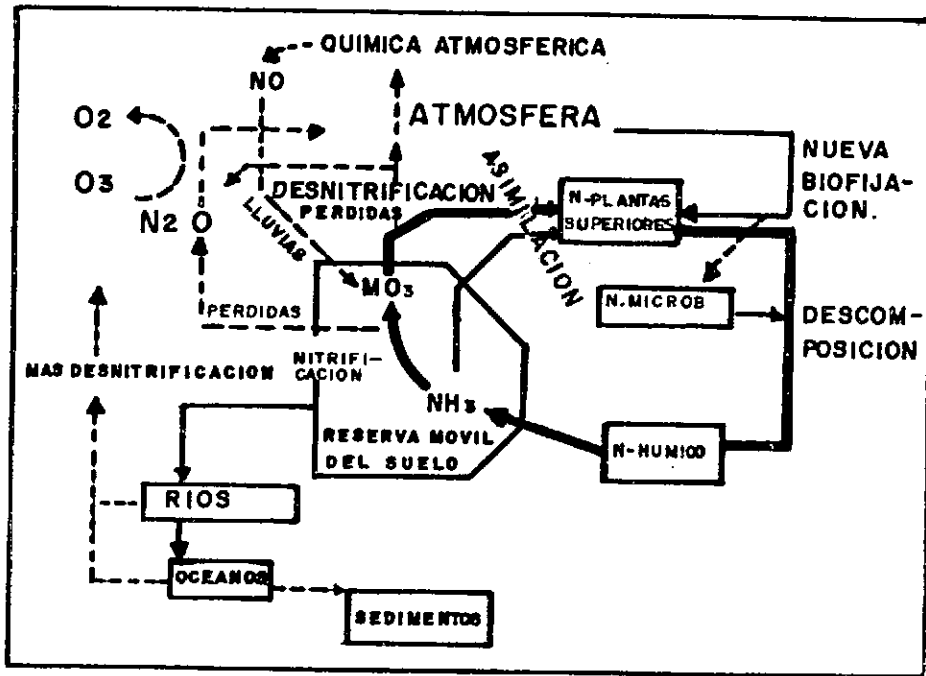 QUIMICA ATMOSFERICA
NO
ATMOSFERA
O2
O3
N2O
NUEVA
BIOFIJA-
CION.
DESNITRIFICACION
PERDIDAS
LLUVIAS
ASIMILACION
N-PLANTAS
SUPERIORES
MO3
N.MICROB
PERDIDAS
DESCOM-
POSICION
MAS DESNITRIFICACION
NITRIFI-
CACION
NH3
RESERVA MOVIL
DEL SUELO
N-HUMICO
RIOS
OCEANOS
SEDIMENTOS